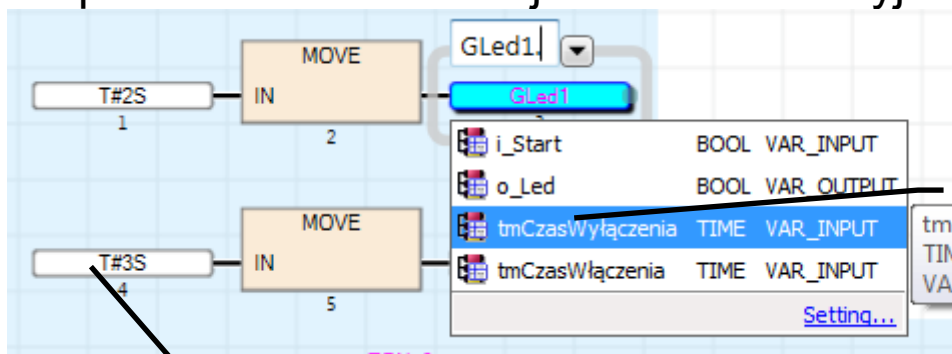 MOVE
GLed1.
T#2S
IN
GLed1
1
2
i_Start BOOL VAR_INPUT
o_Led BOOL VAR_OUTPUT
MOVE
tmCzasWyłączenia TIME VAR_INPUT
T#3S
IN
tmCzasWłączenia TIME VAR_INPUT
4
5
Setting...